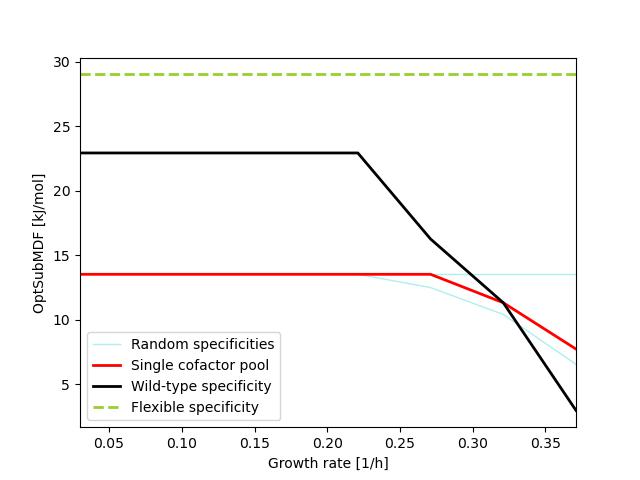 30
25
20
15
10
5
OptSubMDF [kJ/mol]
Random specificities
Single cofactor pool
Wild-type specificity
Flexible specificity
0.05 0.10 0.15 0.20 0.25 0.30 0.35
Growth rate [1/h]